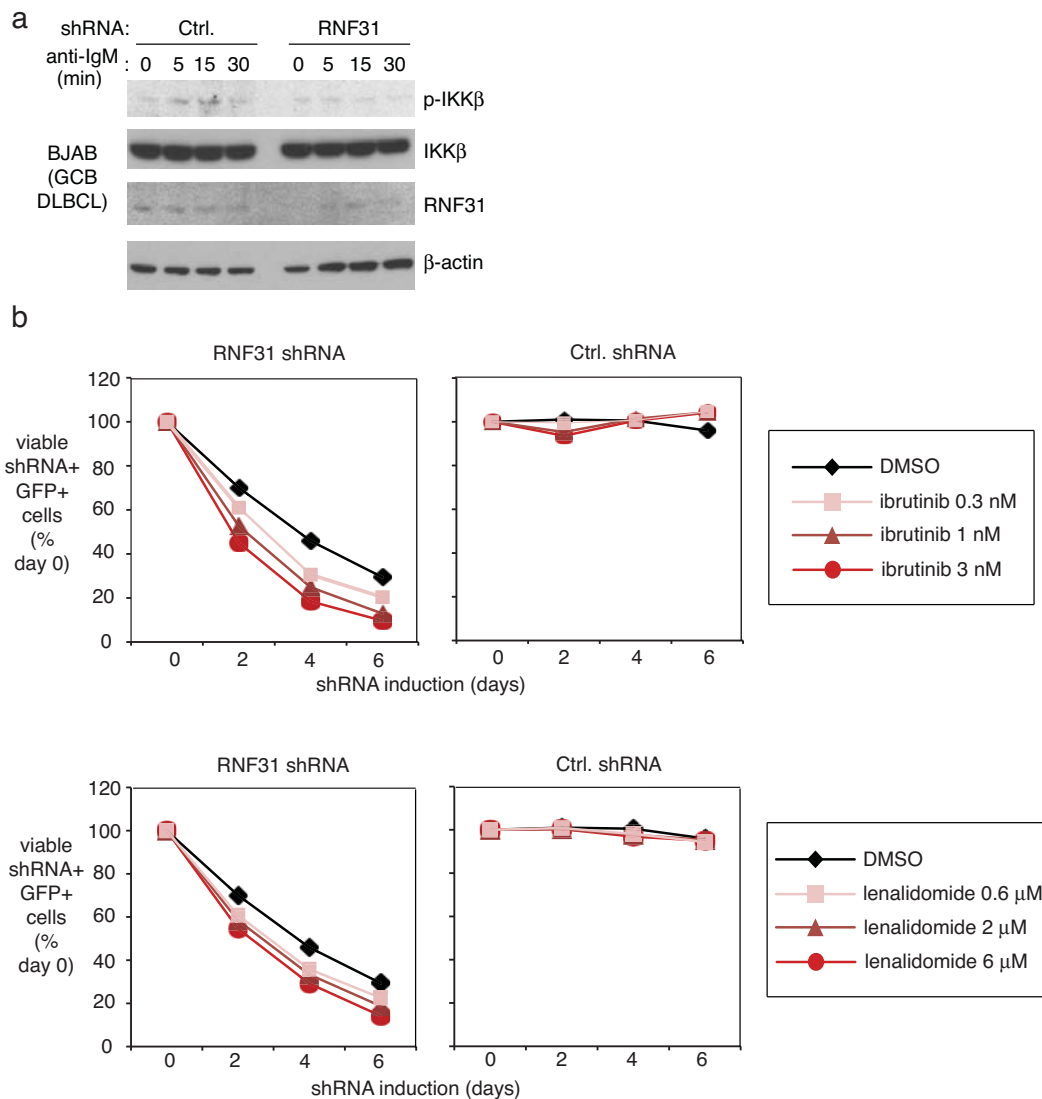 a
shRNA: Ctrl. RNF31
anti-IgM (min) : 0 5 15 30 0 5 15 30
p-IKKβ
BJAB (GCB DLBCL)
IKKβ
RNF31
β-actin
b
RNF31 shRNA
Ctrl. shRNA
viable shRNA+ GFP+ cells (% day 0)
120
100
80
60
40
20
0
0 2 4 6
0 2 4 6
shRNA induction (days)
DMSO
ibrutinib 0.3 nM
ibrutinib 1 nM
ibrutinib 3 nM
RNF31 shRNA
Ctrl. shRNA
viable shRNA+ GFP+ cells (% day 0)
120
100
80
60
40
20
0
0 2 4 6
0 2 4 6
shRNA induction (days)
DMSO
lenalidomide 0.6 μM
lenalidomide 2 μM
lenalidomide 6 μM